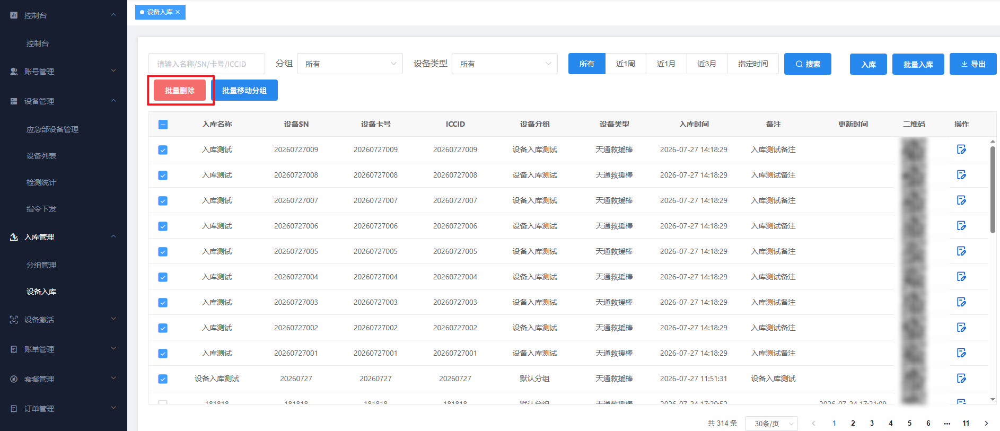 控制台
控制台
账号管理
设备管理
应急部设备管理
设备列表
检测统计
指令下发
入库管理
分组管理
设备入库
设备激活
账单管理
套餐管理
订单管理
设备入库
请输入名称/SN/卡号/ICCID 分组 所有 设备类型 所有 所有 近1周 近1月 近3月 指定时间 搜索 入库 批量入库 导出
批量删除 批量移动分组
入库名称 设备SN 设备卡号 ICCID 设备分组 设备类型 入库时间 备注 更新时间 二维码 操作
入库测试 20260727009 20260727009 20260727009 设备入库测试 天通救援棒 2026-07-27 14:18:29 入库测试备注
入库测试 20260727008 20260727008 20260727008 设备入库测试 天通救援棒 2026-07-27 14:18:29 入库测试备注
入库测试 20260727007 20260727007 20260727007 设备入库测试 天通救援棒 2026-07-27 14:18:29 入库测试备注
入库测试 20260727006 20260727006 20260727006 设备入库测试 天通救援棒 2026-07-27 14:18:29 入库测试备注
入库测试 20260727005 20260727005 20260727005 设备入库测试 天通救援棒 2026-07-27 14:18:29 入库测试备注
入库测试 20260727004 20260727004 20260727004 设备入库测试 天通救援棒 2026-07-27 14:18:29 入库测试备注
入库测试 20260727003 20260727003 20260727003 设备入库测试 天通救援棒 2026-07-27 14:18:29 入库测试备注
入库测试 20260727002 20260727002 20260727002 设备入库测试 天通救援棒 2026-07-27 14:18:29 入库测试备注
入库测试 20260727001 20260727001 20260727001 设备入库测试 天通救援棒 2026-07-27 14:18:29 入库测试备注
设备入库测试 20260727 20260727 20260727 默认分组 天通救援棒 2026-07-27 11:51:31 设备入库测试
181818 181818 181818 181818 默认分组 天通救援棒 2026-07-24 17:20:52 2026-07-24 17:21:09
共 314 条 30条/页 1 2 3 4 5 6 ••• 11